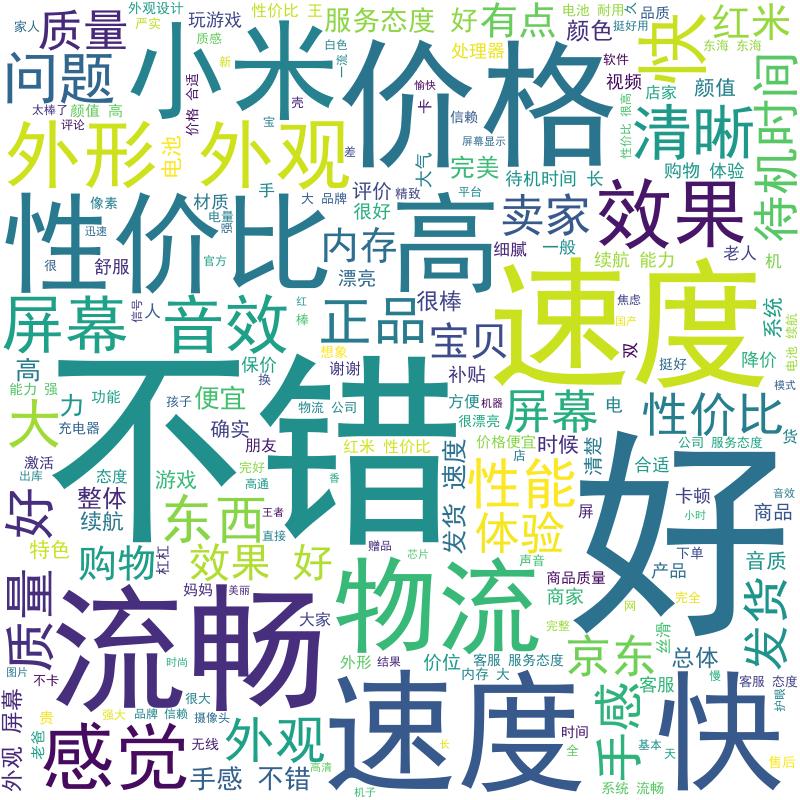 外观设计
性价比 王
服务态度 好
有点
快
电池 耐用
久
品质
家人
严实
质量
玩游戏
质感
小米
价格
处理器
颜色
挺好用
红米
东海 东海
问题
新
白色
一流
愉快
卡
软件
视频
颜值
店家
待机时间
太棒了
颜值 高
评论
价格 合适
壳
宝
信赖
屏幕显示
性价比 很高
清晰
外形
电池
外观
差
大气
完美
待机时间 长
购物 体验
像素
材质
手
大
品牌
评价
精致
平台
很好
卖家
效果
性价比
迅速
电量
强
高
内存
细腻
一般
老人
机
很
舒服
官方
漂亮
续航 能力
屏幕
音效
信号
人
红
棒
正品
很棒
宝贝
速度
焦虑
国产
双
系统
电池 续航
高
想象
保价
谢谢
补贴
挺好
降价
模式
能力 强
功能
力
大
充电器
孩子
便宜
换
不错
物流 公司
方便
机器
很漂亮
屏幕
电
性价比
货
确实
朋友
红米 性价比
价格便宜
店
时候
清楚
公司 服务态度
激活
出库
态度
游戏
完好
高通
香
速度
发货
性能
合适
音效
好
整体
续航
东西
王者
直接
体验
屏
卡顿
小时
商品
好
特色
购物
杠杠
效果 好
赠品
芯片
声音
商品质量
商家
下单
产品
音质
发货
质量
流畅
妈妈
美丽
大家
物流
网
完全
完整
京东
丝滑
总体
图片
不卡
时尚
外形
结果
价位
客服 服务态度
内存 大
客服
慢
客服 态度
护眼
外观 屏幕
贵
老爸
强大
品牌 信赖
很大
摄像头
感觉
无线
外观
速度
时间
全
手感
基本
天
快
售后
手感 不错
高清
长
机子
系统 流畅